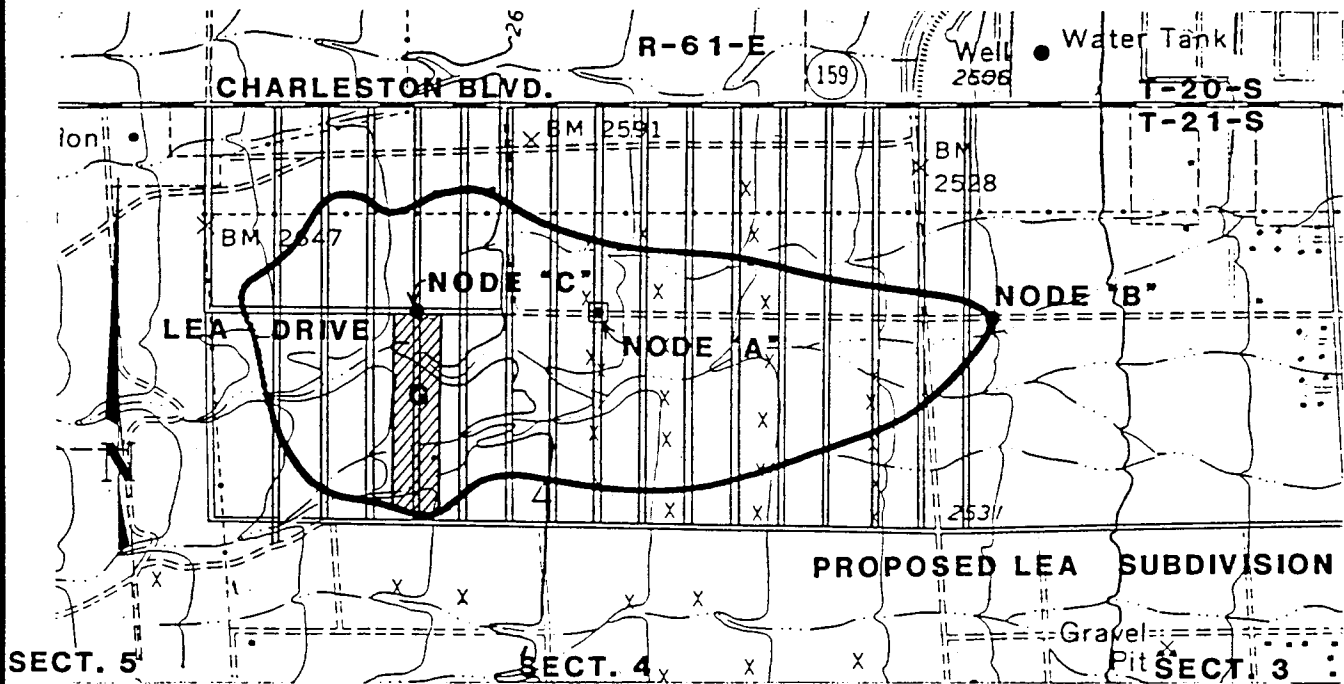 26
R-61-E
159
Well
2596
Water Tank
CHARLESTON BLVD.
T-20-S
T-21-S
BM 2591
BM
2528
BM 2647
NODE "C"
NODE "B"
LEA DRIVE
NODE "A"
G
N
2531
PROPOSED LEA SUBDIVISION
Gravel
Pit
SECT. 5
SECT. 4
SECT. 3